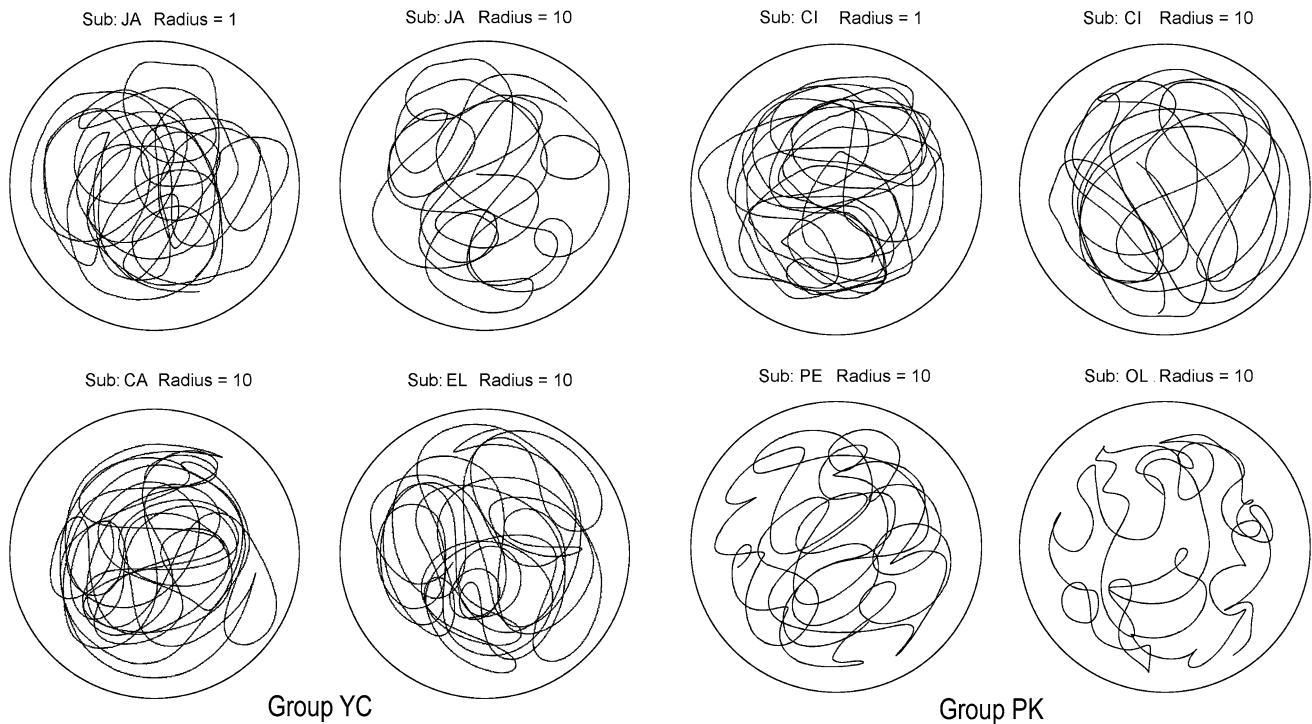 Sub: JA Radius = 1
Sub: JA Radius = 10
Sub: CI Radius = 1
Sub: CI Radius = 10
Sub: CA Radius = 10
Sub: EL Radius = 10
Sub: PE Radius = 10
Sub: OL Radius = 10
Group YC
Group PK